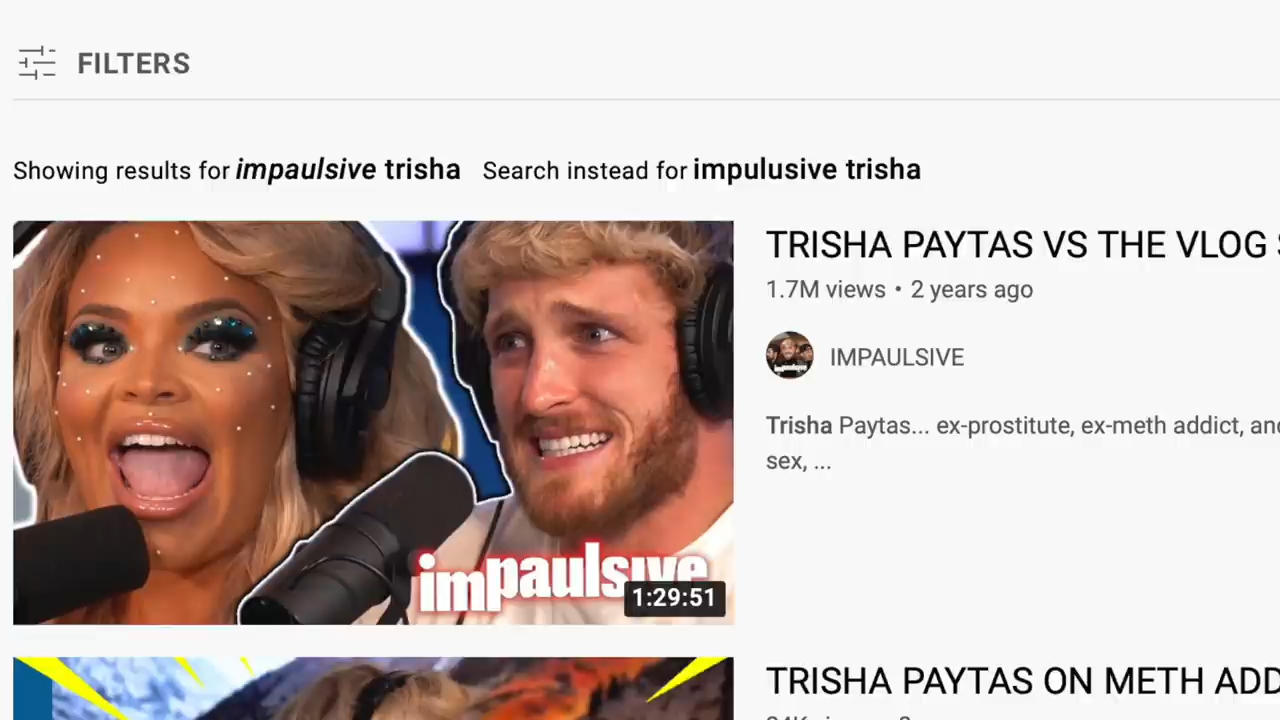 FILTERS
Showing results for impaulsive trisha Search instead for impulusive trisha
TRISHA PAYTAS VS THE VLOG
1.7M views • 2 years ago
IMPAULSIVE
Trisha Paytas... ex-prostitute, ex-meth addict, and
sex, ...
impaulsive
1:29:51
TRISHA PAYTAS ON METH ADD